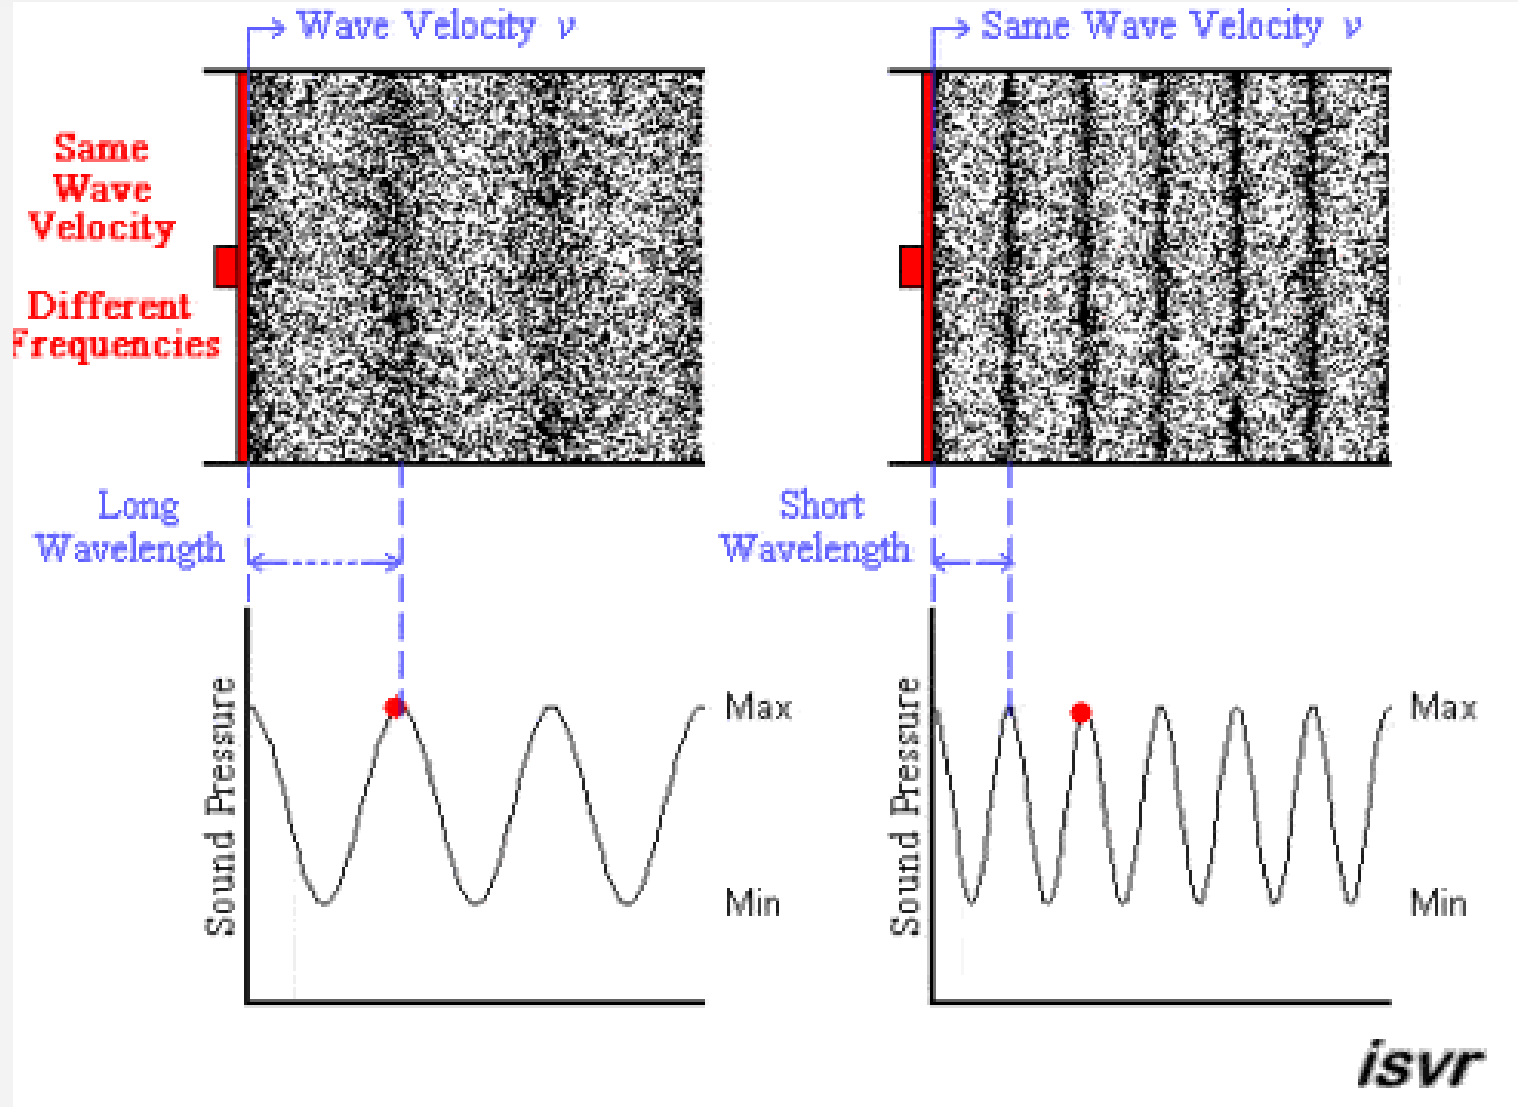 Wave Velocity v
Same Wave Velocity v
Same
Wave
Velocity
Different
Frequencies
Long
Wavelength
Short
Wavelength
Sound Pressure
Max
Min
Sound Pressure
Max
Min
isvr